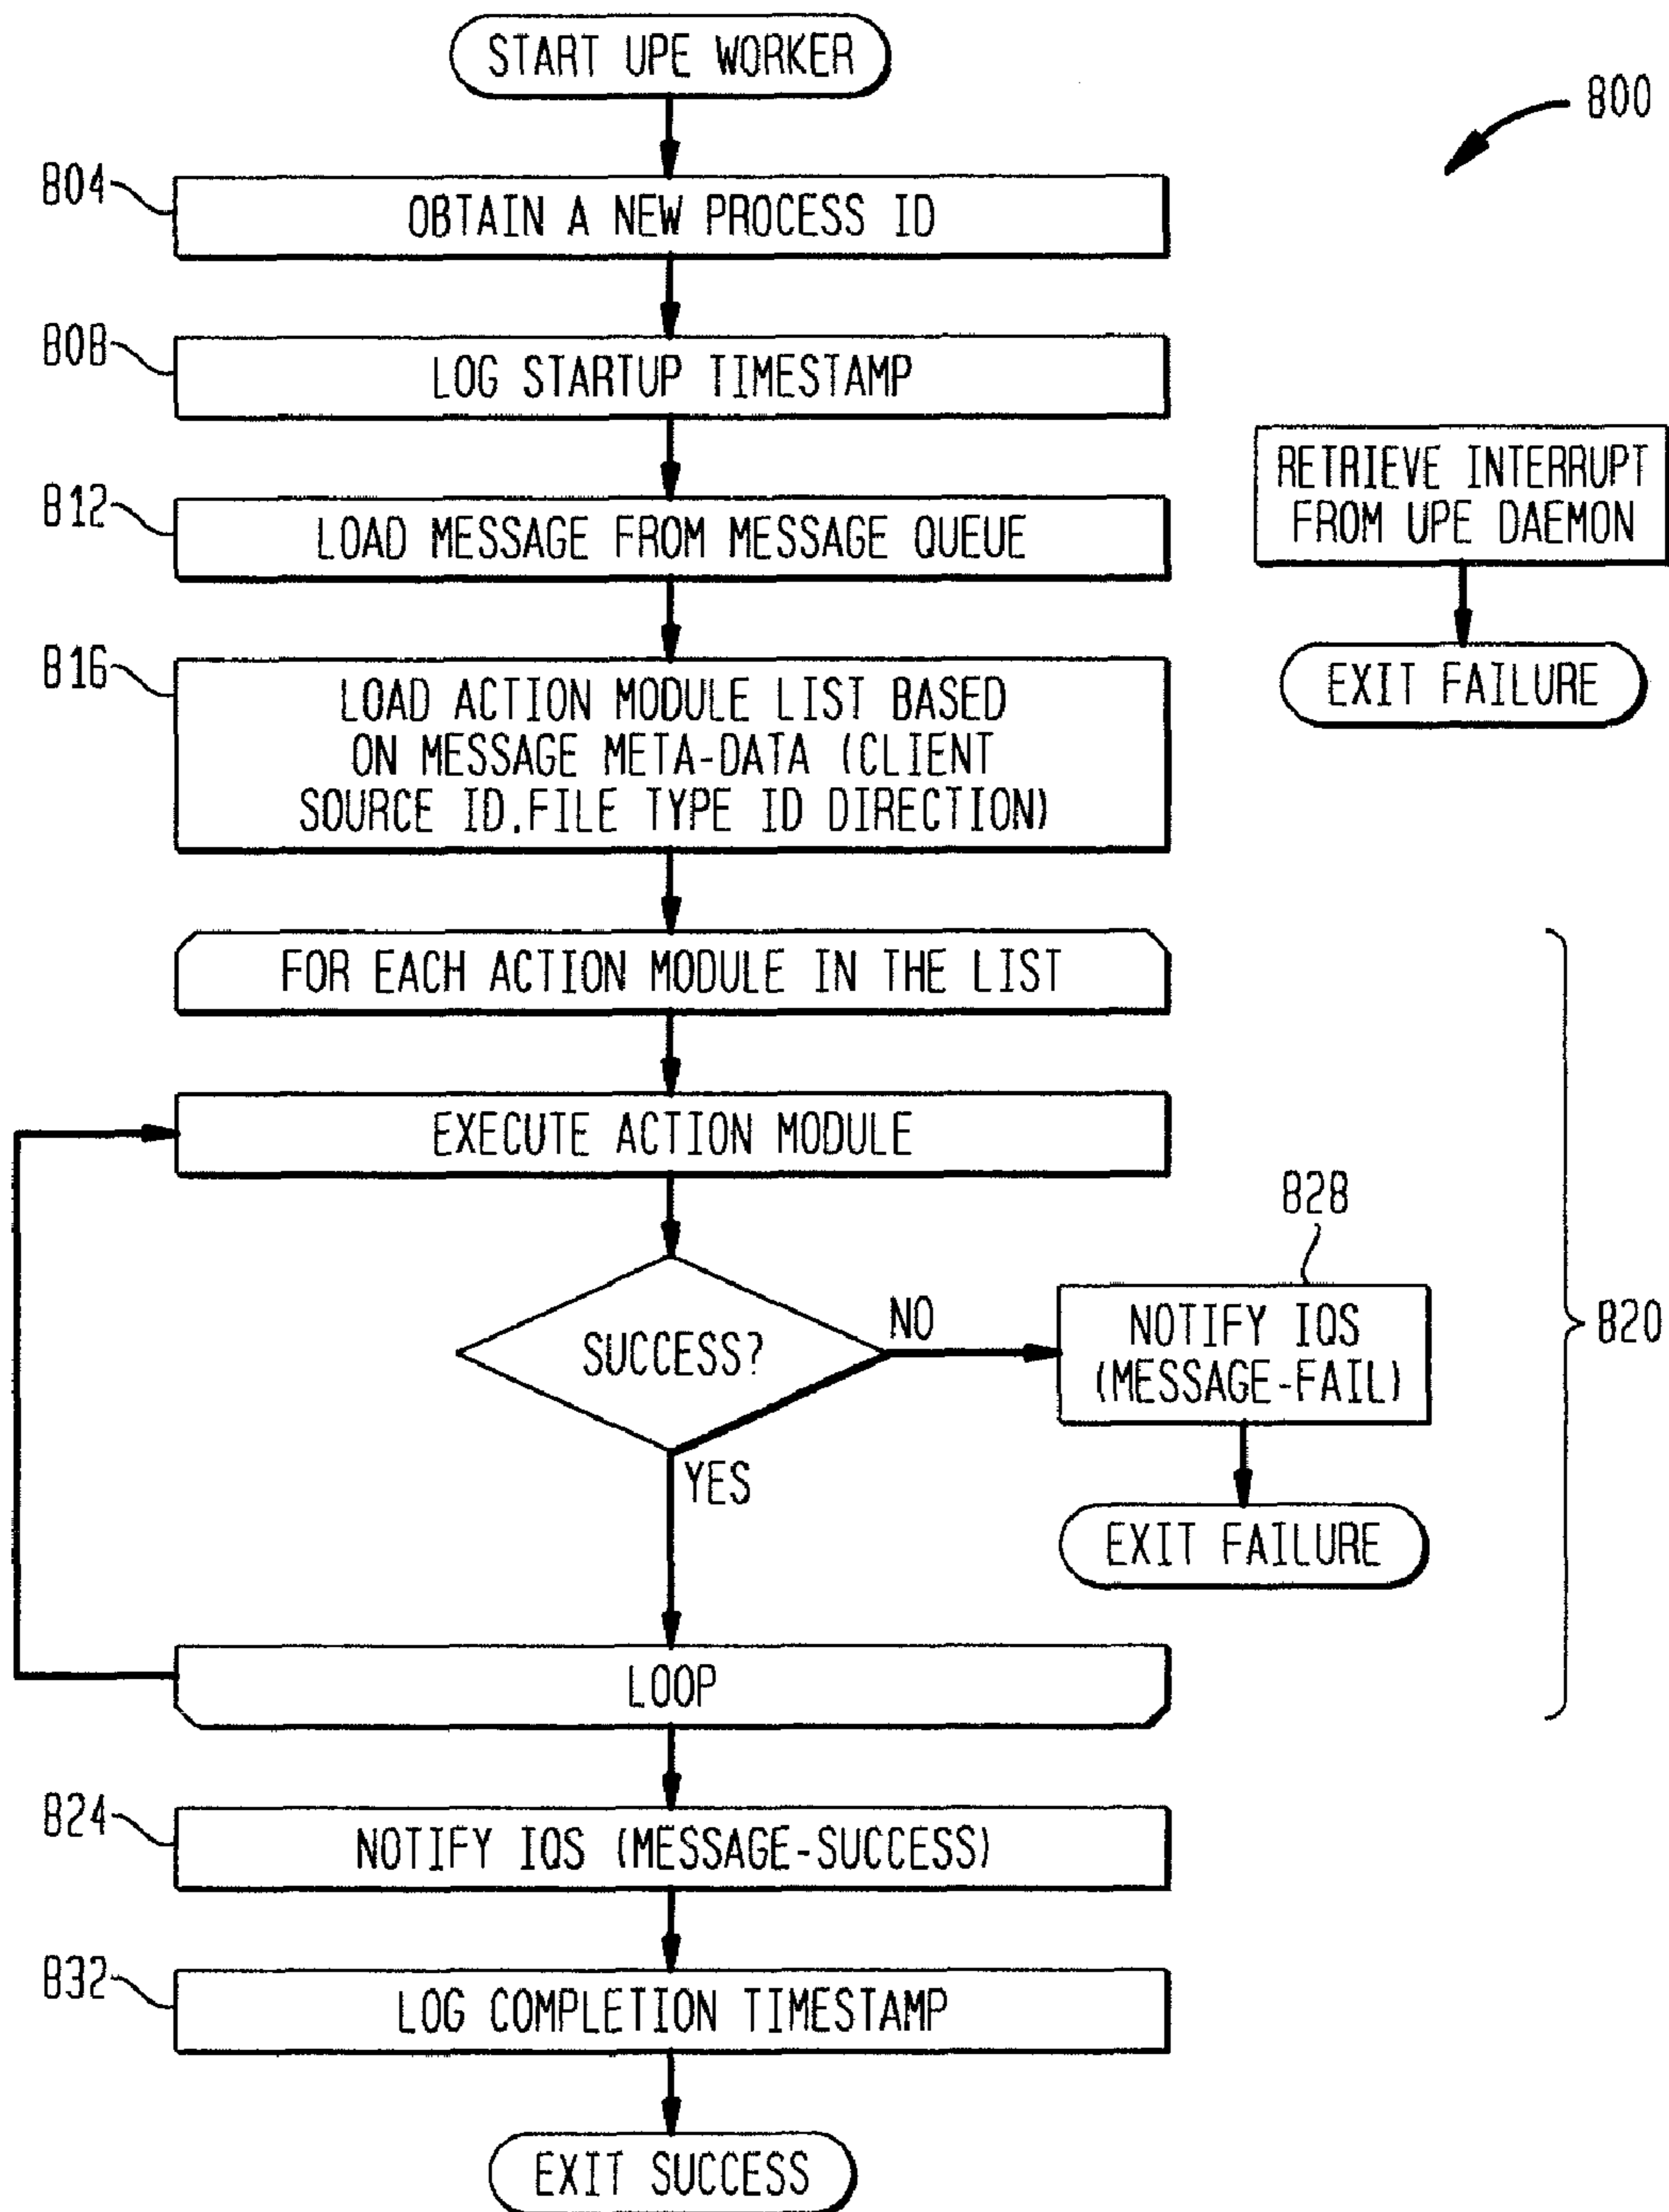 START UPE WORKER
800
804
OBTAIN A NEW PROCESS ID
808
LOG STARTUP TIMESTAMP
812
LOAD MESSAGE FROM MESSAGE QUEUE
RETRIEVE INTERRUPT
FROM UPE DAEMON
EXIT FAILURE
816
LOAD ACTION MODULE LIST BASED
ON MESSAGE META-DATA (CLIENT
SOURCE ID.FILE TYPE ID DIRECTION)
FOR EACH ACTION MODULE IN THE LIST
EXECUTE ACTION MODULE
SUCCESS?
NO
YES
828
NOTIFY IQS
(MESSAGE-FAIL)
EXIT FAILURE
820
LOOP
824
NOTIFY IQS (MESSAGE-SUCCESS)
832
LOG COMPLETION TIMESTAMP
EXIT SUCCESS